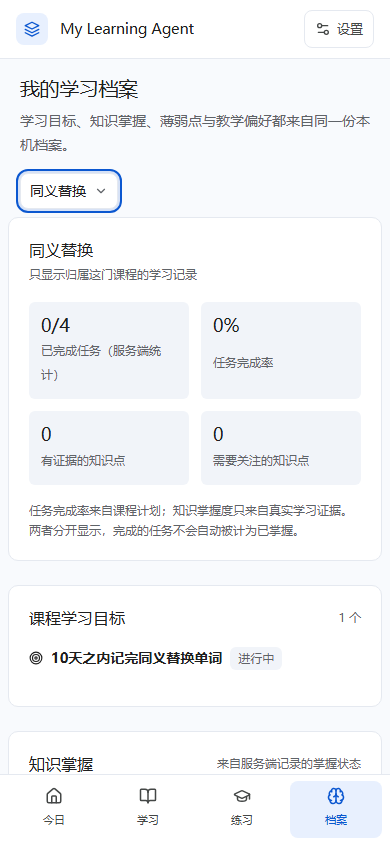 My Learning Agent
设置
我的学习档案
学习目标、知识掌握、薄弱点与教学偏好都来自同一份本
机档案。
同义替换
同义替换
只显示归属这门课程的学习记录
0/4
已完成任务（服务端统
计）
0%
任务完成率
0
有证据的知识点
0
需要关注的知识点
任务完成率来自课程计划；知识掌握度只来自真实学习证据。
两者分开显示，完成的任务不会自动被计为已掌握。
课程学习目标
1 个
10天之内记完同义替换单词
进行中
知识掌握
来自服务端记录的掌握状态
今日
学习
练习
档案